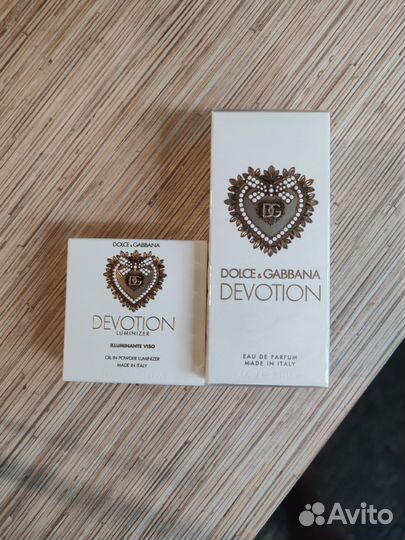 DOLCE & GABBANA
DG
DEVOTION
LUMINIZER
ILLUMINANTE VISO
OIL IN POWDER LUMINIZER
MADE IN ITALY
DG
DOLCE & GABBANA
DEVOTION
EAU DE PARFUM
MADE IN ITALY
Avito